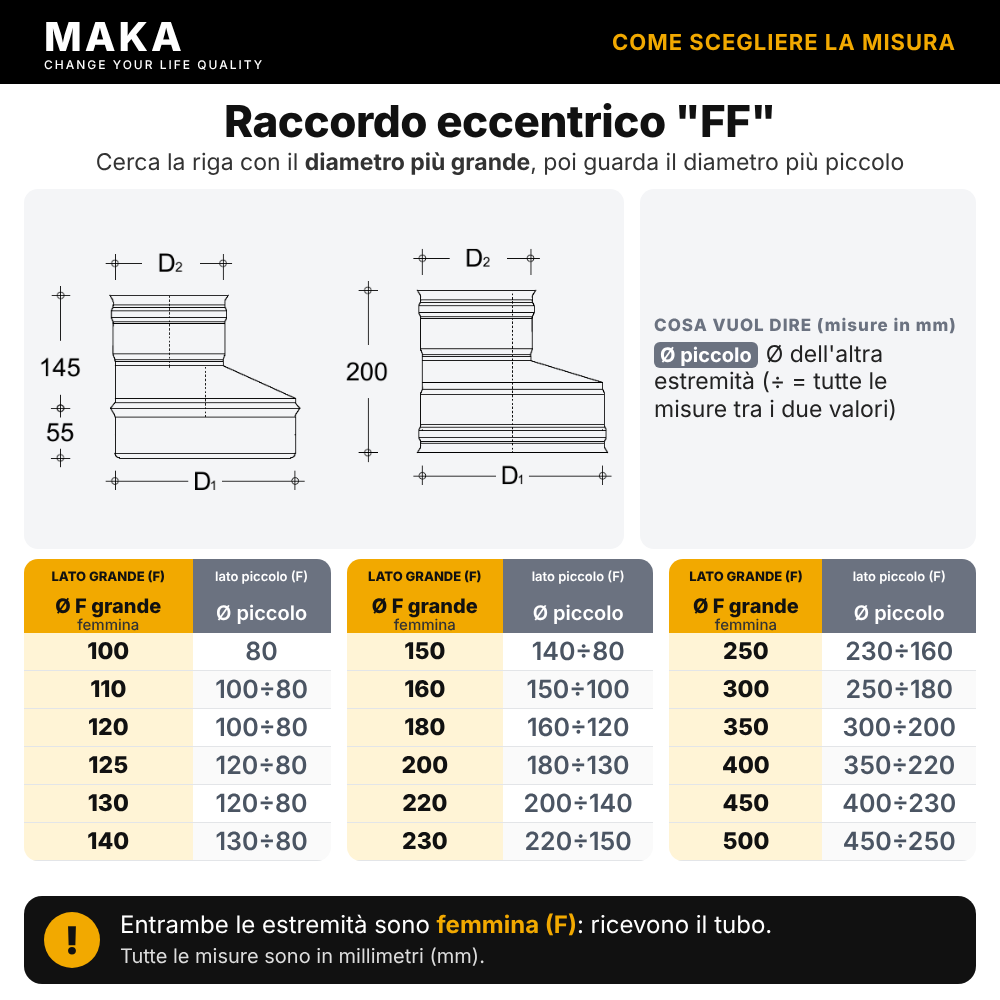 MAKA
CHANGE YOUR LIFE QUALITY
COME SCEGLIERE LA MISURA
Raccordo eccentrico "FF"
Cerca la riga con il diametro più grande, poi guarda il diametro più piccolo
D2
145
55
D1
D2
200
D1
COSA VUOL DIRE (misure in mm)
Ø piccolo Ø dell'altra
estremità (÷ = tutte le
misure tra i due valori)
LATO GRANDE (F) lato piccolo (F)
Ø F grande Ø piccolo
femmina
100 80
110 100÷80
120 100÷80
125 120÷80
130 120÷80
140 130÷80
LATO GRANDE (F) lato piccolo (F)
Ø F grande Ø piccolo
femmina
150 140÷80
160 150÷100
180 160÷120
200 180÷130
220 200÷140
230 220÷150
LATO GRANDE (F) lato piccolo (F)
Ø F grande Ø piccolo
femmina
250 230÷160
300 250÷180
350 300÷200
400 350÷220
450 400÷230
500 450÷250
!
Entrambe le estremità sono femmina (F): ricevono il tubo.
Tutte le misure sono in millimetri (mm).